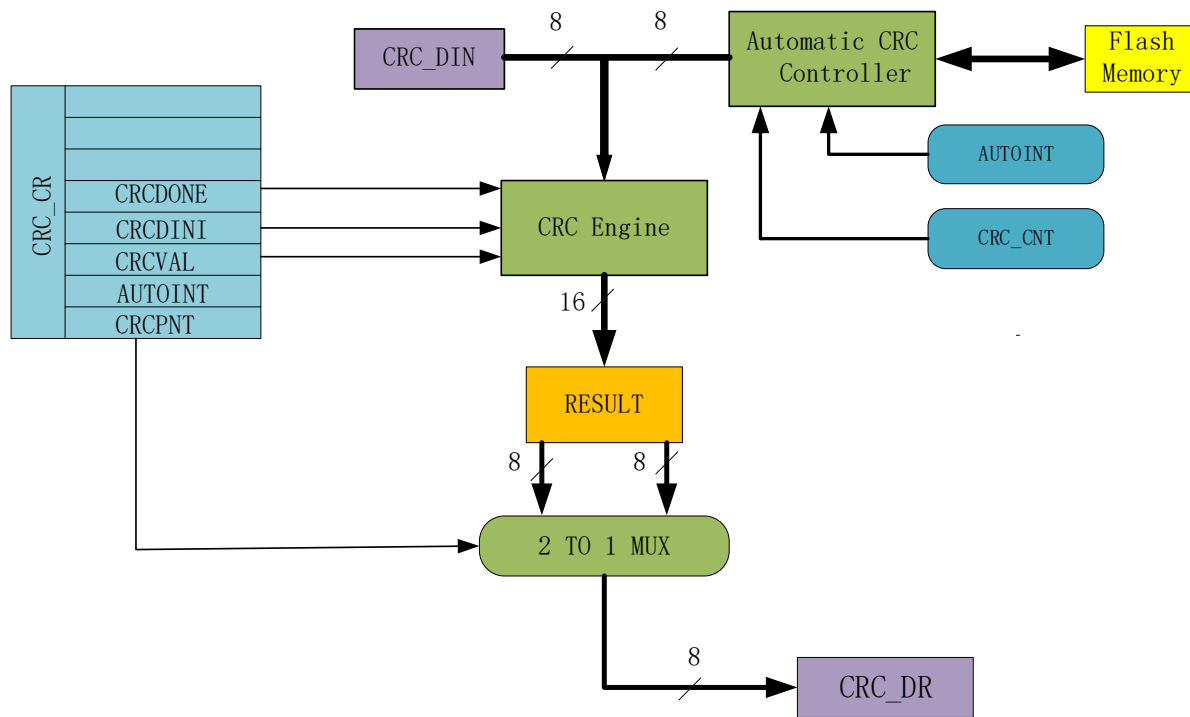 8
8
CRC_DIN
Automatic CRC
Controller
Flash
Memory
AUTOINT
CRC_CNT
CRC_CR
CRCDONE
CRCDINI
CRCVAL
AUTOINT
CRCPNT
CRC Engine
16
RESULT
8
8
2 TO 1 MUX
8
CRC_DR